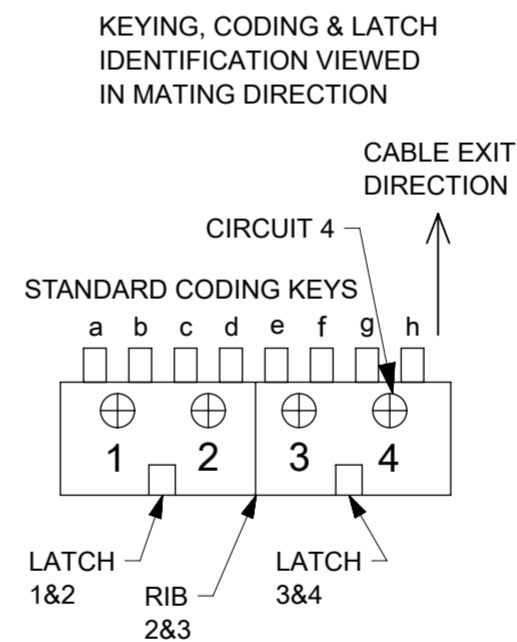 KEYING, CODING & LATCH
IDENTIFICATION VIEWED
IN MATING DIRECTION
CABLE EXIT
DIRECTION
CIRCUIT 4
STANDARD CODING KEYS
a b c d e f g h
1 2 3 4
LATCH
1&2
RIB
2&3
LATCH
3&4